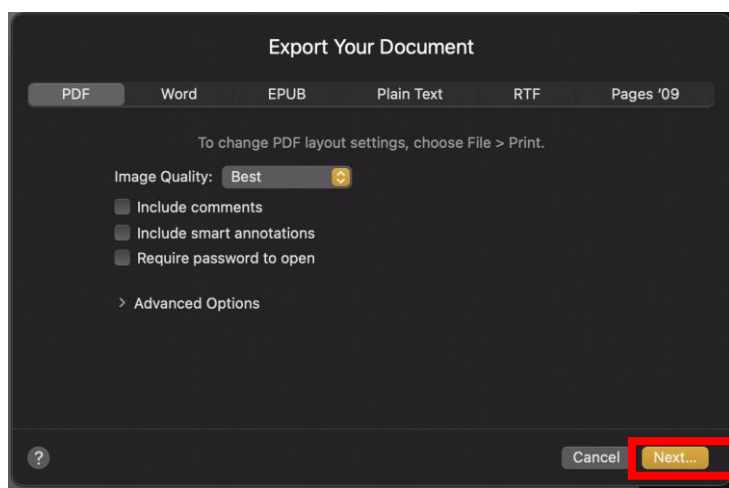 Export Your Document
PDF Word EPUB Plain Text RTF Pages '09
To change PDF layout settings, choose File > Print.
Image Quality: Best
Include comments
Include smart annotations
Require password to open
> Advanced Options
? Cancel Next...